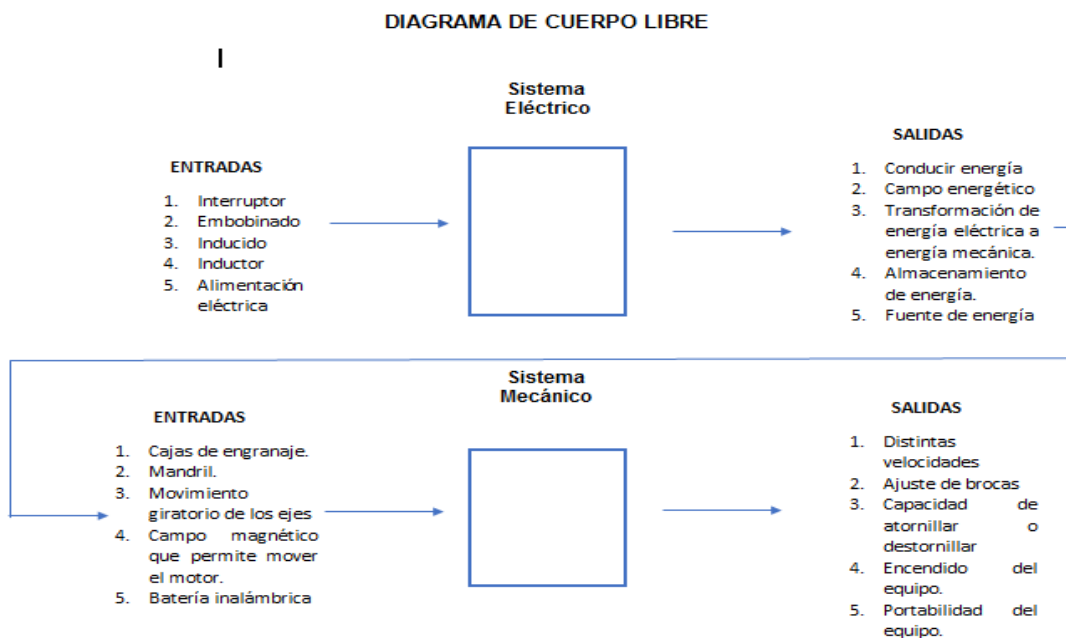 DIAGRAMA DE CUERPO LIBRE
Sistema
Eléctrico
ENTRADAS
1. Interruptor
2. Embobinado
3. Inducido
4. Inductor
5. Alimentación
eléctrica
SALIDAS
1. Conducir energía
2. Campo energético
3. Transformación de
energía eléctrica a
energía mecánica.
4. Almacenamiento
de energía.
5. Fuente de energía
Sistema
Mecánico
ENTRADAS
1. Cajas de engranaje.
2. Mandril.
3. Movimiento
giratorio de los ejes
4. Campo magnético
que permite mover
el motor.
5. Batería inalámbrica
SALIDAS
1. Distintas
velocidades
2. Ajuste de brocas
3. Capacidad de
atornillar o
destornillar
4. Encendido del
equipo.
5. Portabilidad del
equipo.